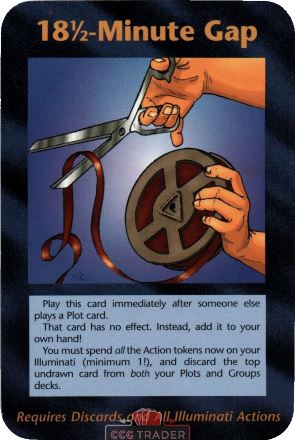 18½-Minute Gap
Play this card immediately after someone else
plays a Plot card.
That card has no effect. Instead, add it to your
own hand!
You must spend all the Action tokens now on your
Illuminati (minimum 1!), and discard the top
undrawn card from both your Plots and Groups
decks.
Requires Discards and All Illuminati Actions
CCG TRADER